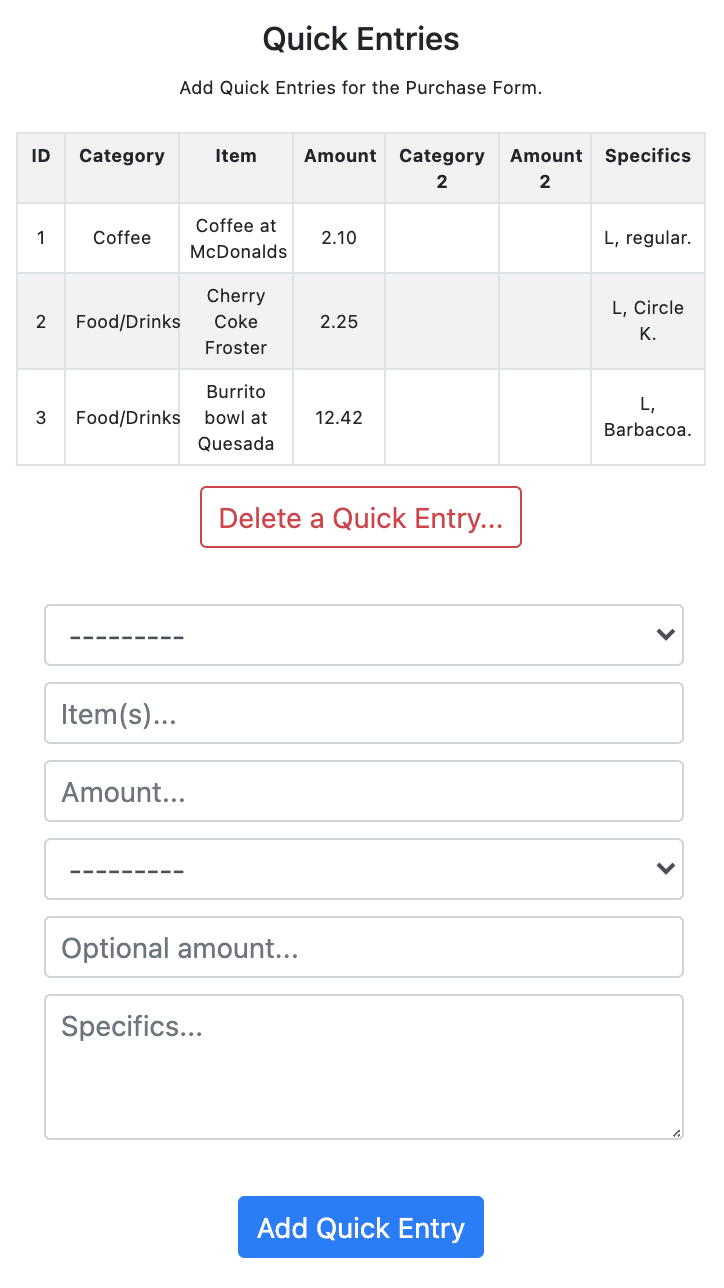 Quick Entries
Add Quick Entries for the Purchase Form.
ID Category Item Amount Category 2 Amount 2 Specifics
1 Coffee Coffee at McDonalds 2.10 L, regular.
2 Food/Drinks Cherry Coke Froster 2.25 L, Circle K.
3 Food/Drinks Burrito bowl at Quesada 12.42 L, Barbacoa.
Delete a Quick Entry...
---------
Item(s)...
Amount...
---------
Optional amount...
Specifics...
Add Quick Entry